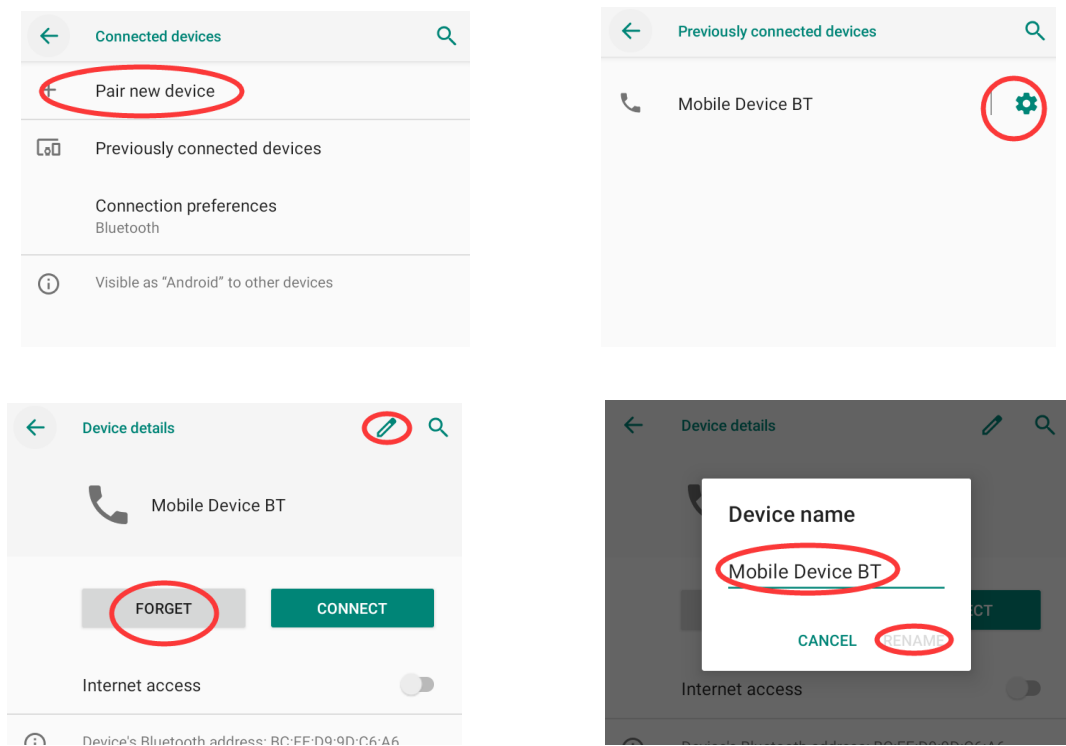 Connected devices
Pair new device
Previously connected devices
Connection preferences
Bluetooth
Visible as “Android” to other devices
Previously connected devices
Mobile Device BT
Device details
Mobile Device BT
FORGET
CONNECT
Internet access
Device's Bluetooth address: BC:FF:D9:9D:C6:A6
Device details
Device name
Mobile Device BT
CT
CANCEL
RENAME
Internet access